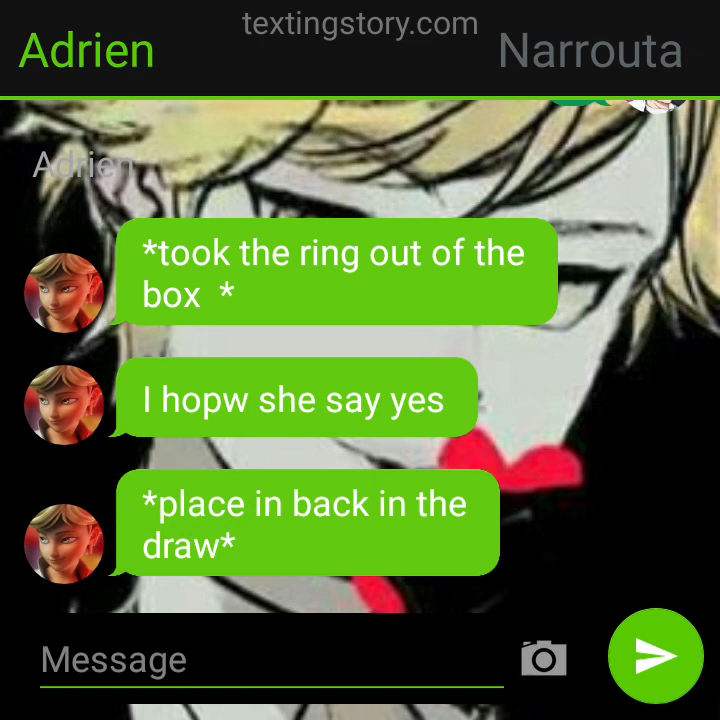 textingstory.com
Adrien
Narrouta
Adrien
*took the ring out of the
box *
I hopw she say yes
*place in back in the
draw*
Message